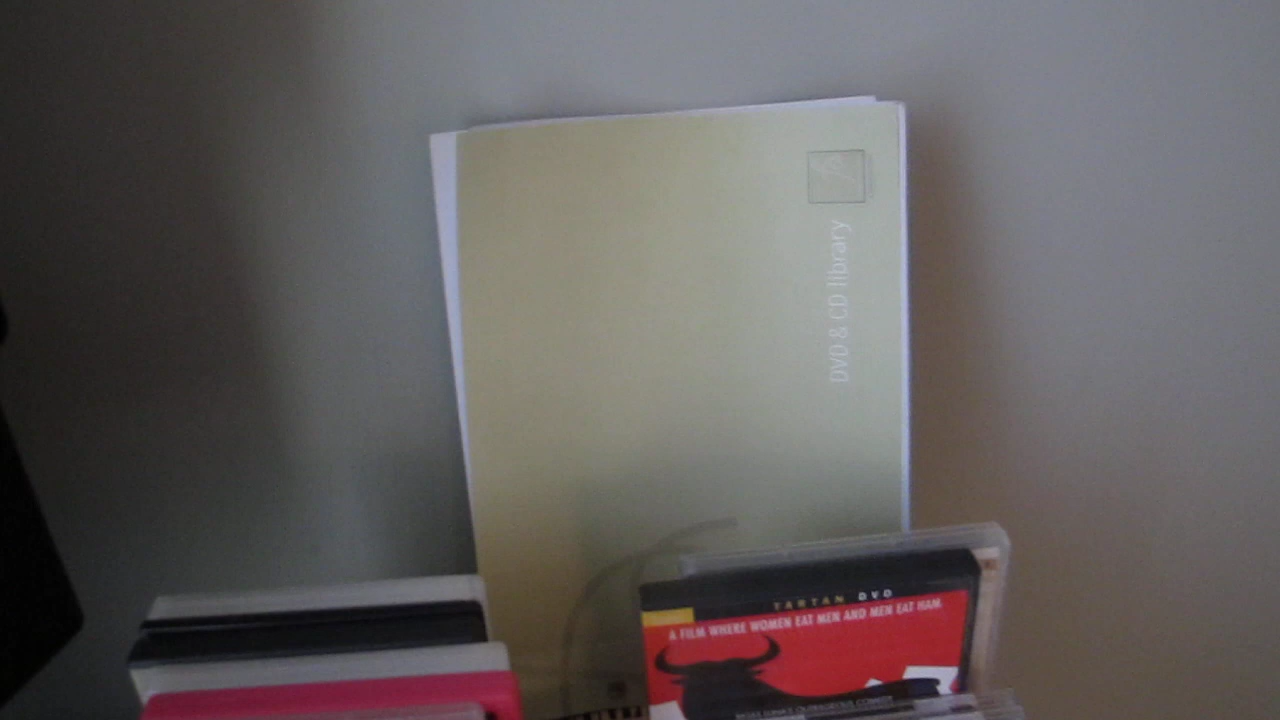 DVD & CD library
TARTAN DVD
A FILM WHERE WOMEN EAT MEN AND MEN EAT HAM